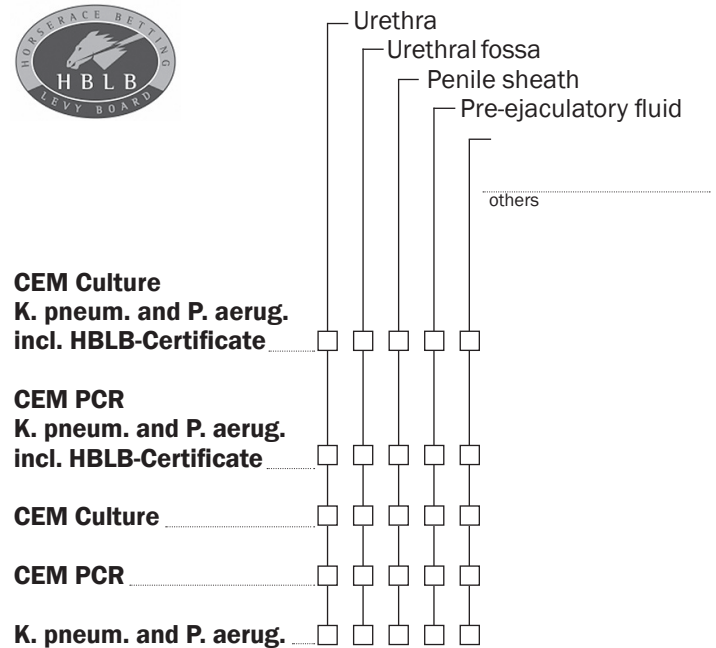 HORSERACE BETTING
HBLB
LEVY BOARD
Urethra
Urethral fossa
Penile sheath
Pre-ejaculatory fluid
others
CEM Culture
K. pneum. and P. aerug.
incl. HBLB-Certificate
CEM PCR
K. pneum. and P. aerug.
incl. HBLB-Certificate
CEM Culture
CEM PCR
K. pneum. and P. aerug.